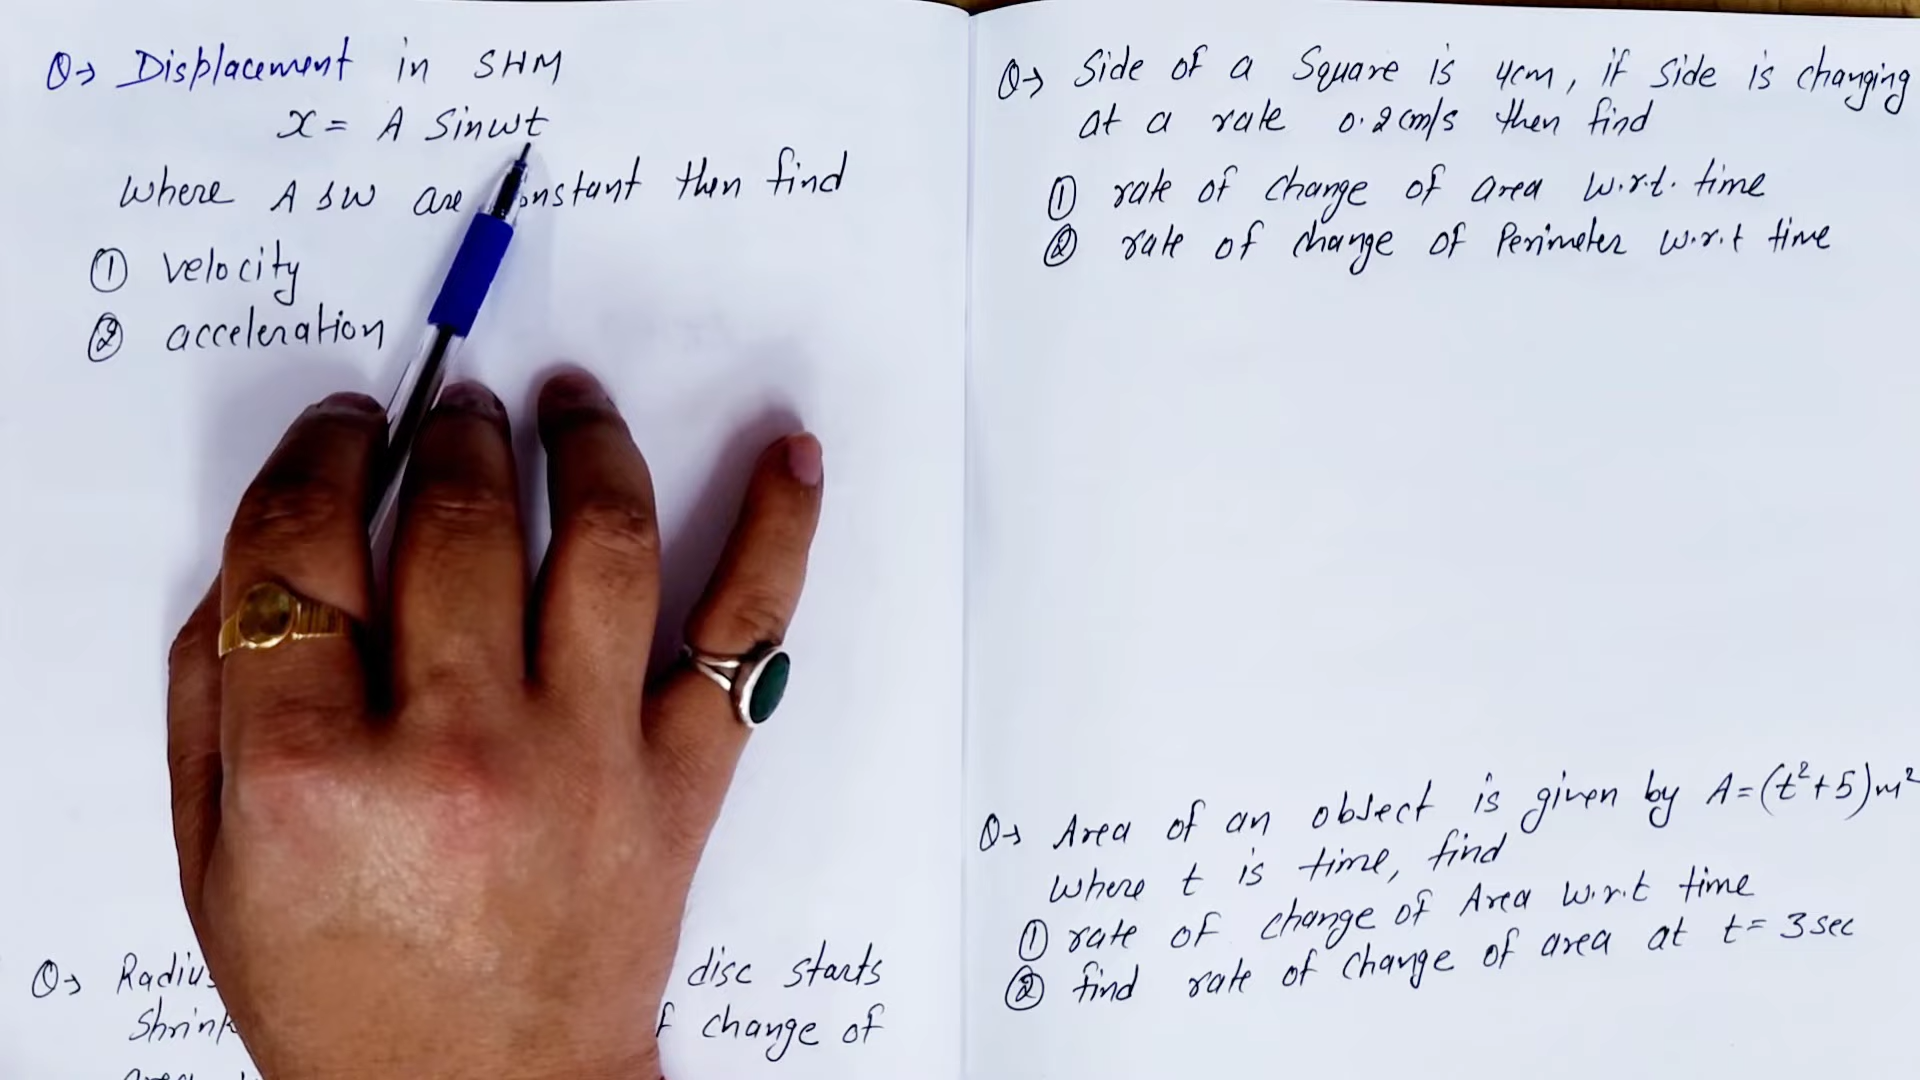 Q→ Displacement in SHM
x = A Sinωt
Where A & ω are onstant then find
① velocity
② acceleration
Q→ Radius disc starts
Shrink f change of
Q→ Side of a Square is 4cm, if side is changing
at a rate 0.2cm/s then find
① rate of change of area w.r.t. time
② rate of change of Perimeter w.r.t time
Q→ Area of an object is given by A=(t²+5)m²
where t is time, find
① rate of change of Area w.r.t time
② find rate of change of area at t= 3sec